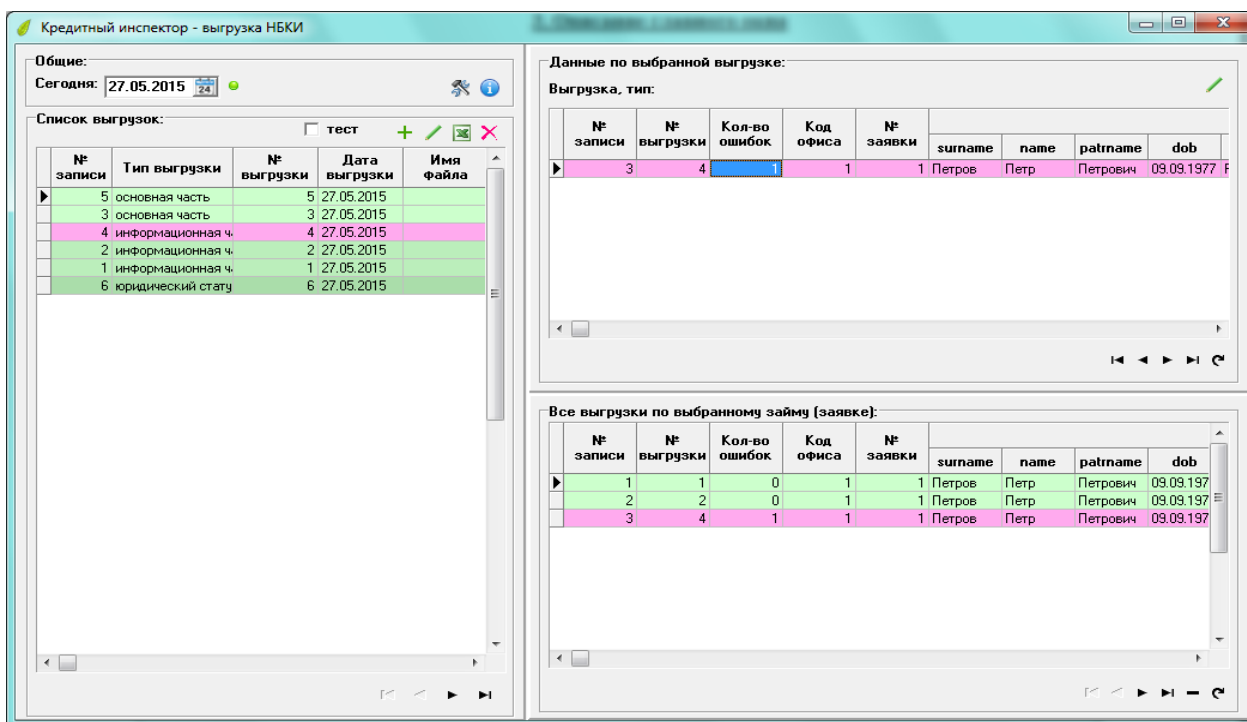 Кредитный инспектор - выгрузка НБКИ
Общие:
Сегодня: 27.05.2015 24
Список выгрузок:
тест
№ записи Тип выгрузки № выгрузки Дата выгрузки Имя файла
5 основная часть 5 27.05.2015
3 основная часть 3 27.05.2015
4 информационная ч 4 27.05.2015
2 информационная ч 2 27.05.2015
1 информационная ч 1 27.05.2015
6 юридический стату 6 27.05.2015
Данные по выбранной выгрузке:
Выгрузка, тип:
№ записи № выгрузки Кол-во ошибок Код офиса № заявки surname name patrname dob
3 4 1 1 1 Петров Петр Петрович 09.09.1977
Все выгрузки по выбранному займу (заявке):
№ записи № выгрузки Кол-во ошибок Код офиса № заявки surname name patrname dob
1 1 0 1 1 Петров Петр Петрович 09.09.197
2 2 0 1 1 Петров Петр Петрович 09.09.197
3 4 1 1 1 Петров Петр Петрович 09.09.197